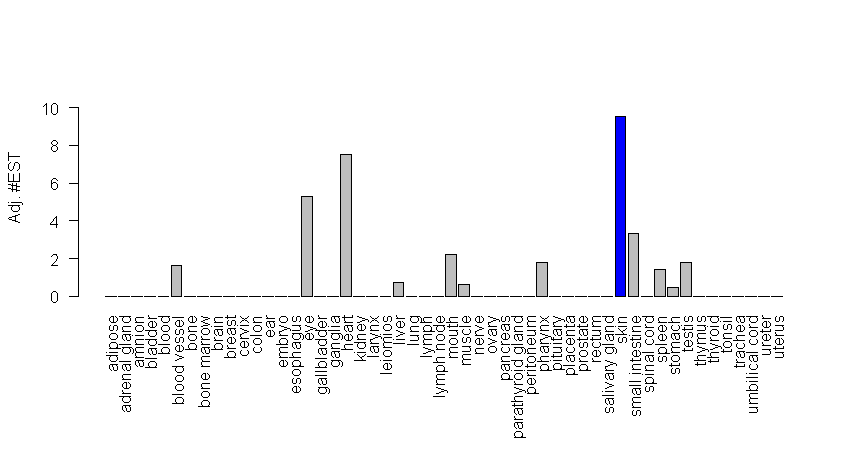 Adj. #EST
10
8
6
4
2
0
adipose
adrenal gland
amnion
bladder
blood
blood vessel
bone
bone marrow
brain
breast
cervix
colon
ear
embryo
esophagus
eye
gallbladder
ganglia
heart
kidney
larynx
leiomios
liver
lung
lymph
lymph node
mouth
muscle
nerve
ovary
pancreas
parathyroid gland
peritoneum
pharynx
pituitary
placenta
prostate
rectum
salivary gland
skin
small intestine
spinal cord
spleen
stomach
testis
thymus
thyroid
tonsil
trachea
umbilical cord
ureter
uterus